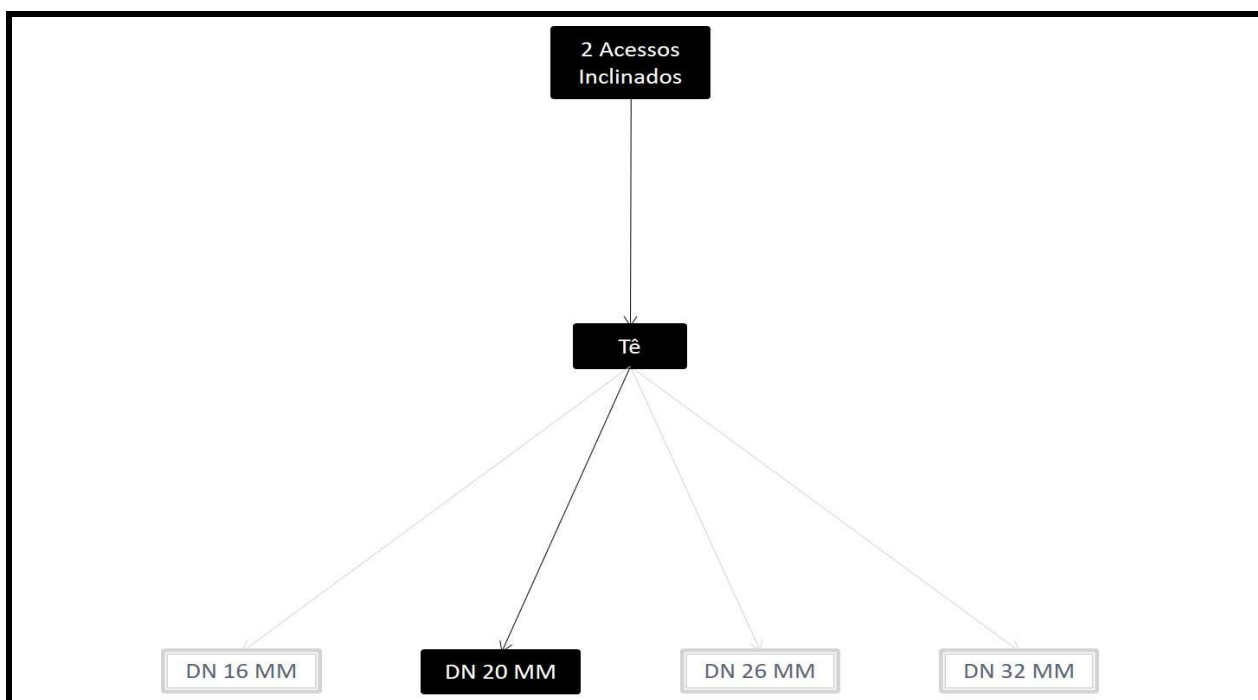 2 Acessos
Inclinados
Tê
DN 16 MM
DN 20 MM
DN 26 MM
DN 32 MM